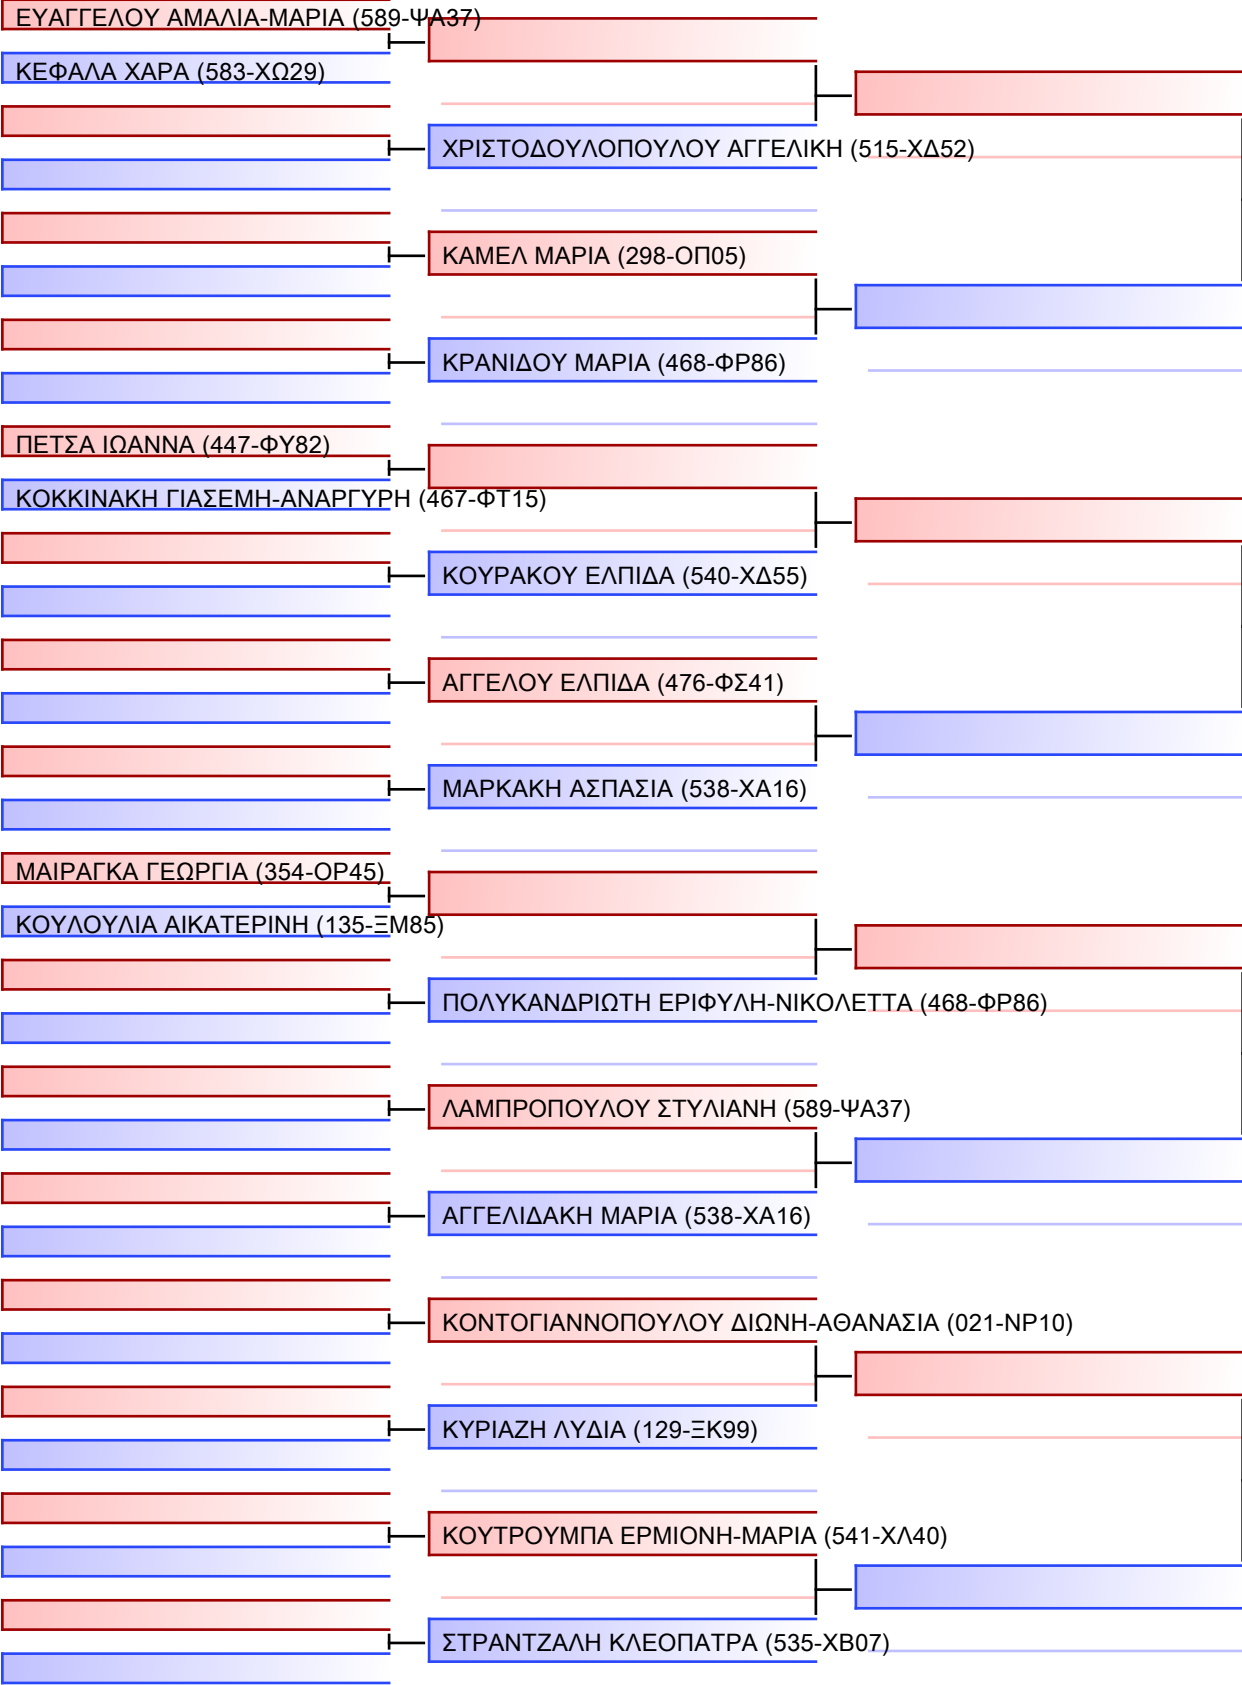 ΕΥΑΓΓΕΛΟΥ ΑΜΑΛΙΑ-ΜΑΡΙΑ (589-ΨΑ37)
ΚΕΦΑΛΑ ΧΑΡΑ (583-ΧΩ29)
ΧΡΙΣΤΟΔΟΥΛΟΠΟΥΛΟΥ ΑΓΓΕΛΙΚΗ (515-ΧΔ52)
ΚΑΜΕΛ ΜΑΡΙΑ (298-ΟΠ05)
ΚΡΑΝΙΔΟΥ ΜΑΡΙΑ (468-ΦΡ86)
ΠΕΤΣΑ ΙΩΑΝΝΑ (447-ΦΥ82)
ΚΟΚΚΙΝΑΚΗ ΓΙΑΣΕΜΗ-ΑΝΑΡΓΥΡΗ (467-ΦΤ15)
ΚΟΥΡΑΚΟΥ ΕΛΠΙΔΑ (540-ΧΔ55)
ΑΓΓΕΛΟΥ ΕΛΠΙΔΑ (476-ΦΣ41)
ΜΑΡΚΑΚΗ ΑΣΠΑΣΙΑ (538-ΧΑ16)
ΜΑΙΡΑΓΚΑ ΓΕΩΡΓΙΑ (354-ΟΡ45)
ΚΟΥΛΟΥΛΙΑ ΑΙΚΑΤΕΡΙΝΗ (135-ΞΜ85)
ΠΟΛΥΚΑΝΔΡΙΩΤΗ ΕΡΙΦΥΛΗ-ΝΙΚΟΛΕΤΤΑ (468-ΦΡ86)
ΛΑΜΠΡΟΠΟΥΛΟΥ ΣΤΥΛΙΑΝΗ (589-ΨΑ37)
ΑΓΓΕΛΙΔΑΚΗ ΜΑΡΙΑ (538-ΧΑ16)
ΚΟΝΤΟΓΙΑΝΝΟΠΟΥΛΟΥ ΔΙΩΝΗ-ΑΘΑΝΑΣΙΑ (021-ΝΡ10)
ΚΥΡΙΑΖΗ ΛΥΔΙΑ (129-ΞΚ99)
ΚΟΥΤΡΟΥΜΠΑ ΕΡΜΙΟΝΗ-ΜΑΡΙΑ (541-ΧΛ40)
ΣΤΡΑΝΤΖΑΛΗ ΚΛΕΟΠΑΤΡΑ (535-ΧΒ07)